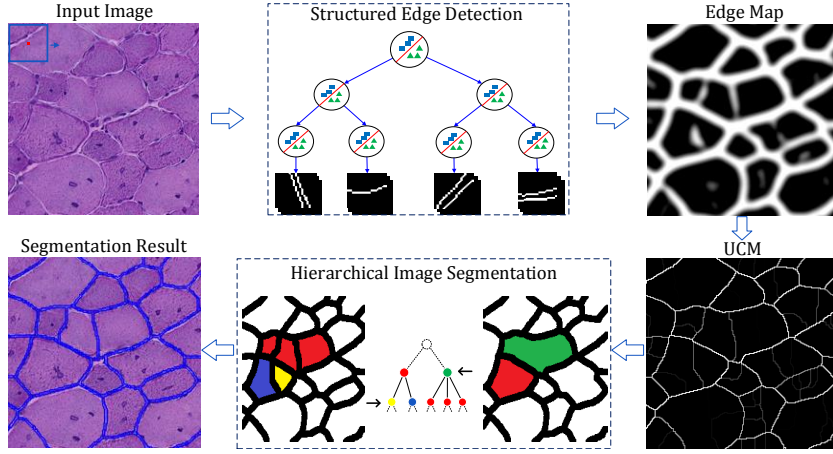 Input Image
Structured Edge Detection
Edge Map
Segmentation Result
Hierarchical Image Segmentation
UCM